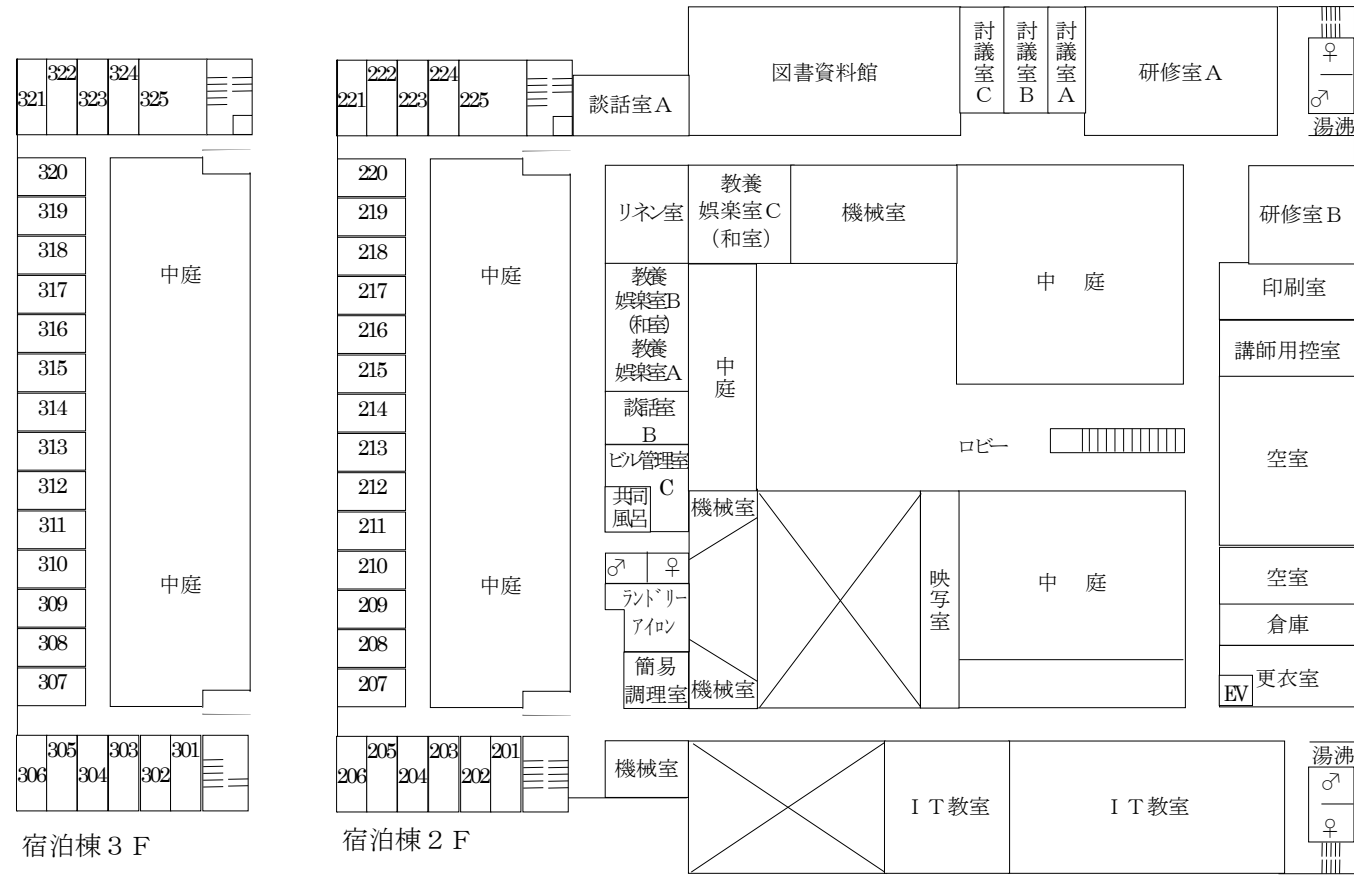 322
324
321
323
325
320
319
318
317
316
315
314
313
312
311
310
309
308
307
中庭
中庭
305
303
301
306
304
302
宿泊棟3F
222
224
221
223
225
220
219
218
217
216
215
214
213
212
211
210
209
208
207
中庭
中庭
205
203
201
206
204
202
宿泊棟2F
談話室A
図書資料館
討議室C
討議室B
討議室A
研修室A
♀
♂
湯沸
リネン室
教養
娯楽室C
(和室)
機械室
中 庭
研修室B
教養
娯楽室B
(和室)
教養
娯楽室A
中庭
印刷室
講師用控室
談話室
B
ロビー
空室
ビル管理室
C
共同
風呂
機械室
♂
♀
ランドリー
アイロン
映写室
中 庭
空室
倉庫
簡易
調理室
機械室
更衣室
EV
機械室
IT教室
IT教室
湯沸
♂
♀